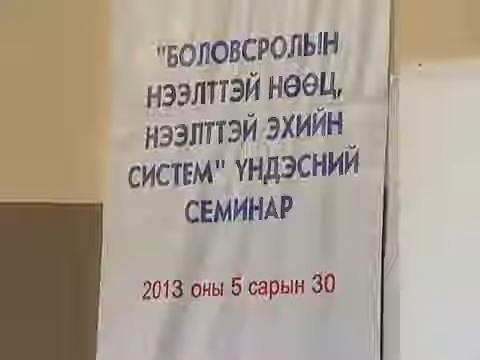 "БОЛОВСРОЛЫН
НЭЭЛТТЭЙ НӨӨЦ,
НЭЭЛТТЭЙ ЭХИЙН
СИСТЕМ" ҮНДЭСНИЙ
СЕМИНАР
2013 оны 5 сарын 30